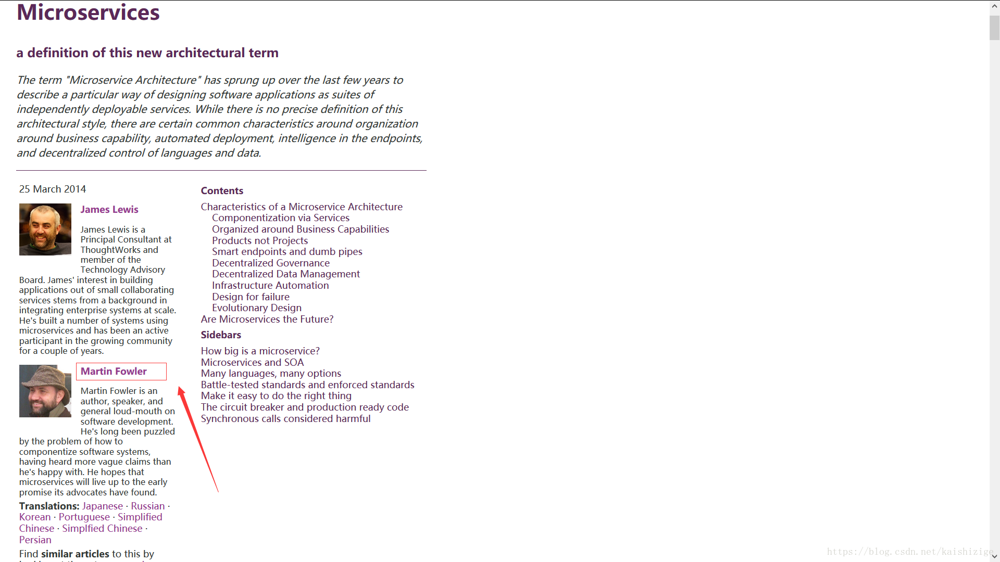 Microservices
a definition of this new architectural term
The term "Microservice Architecture" has sprung up over the last few years to
describe a particular way of designing software applications as suites of
independently deployable services. While there is no precise definition of this
architectural style, there are certain common characteristics around organization
around business capability, automated deployment, intelligence in the endpoints,
and decentralized control of languages and data.
25 March 2014
James Lewis
James Lewis is a
Principal Consultant at
ThoughtWorks and
member of the
Technology Advisory
Board. James' interest in building
applications out of small collaborating
services stems from a background in
integrating enterprise systems at scale.
He's built a number of systems using
microservices and has been an active
participant in the growing community
for a couple of years.
Martin Fowler
Martin Fowler is an
author, speaker, and
general loud-mouth on
software development.
He's long been puzzled
by the problem of how to
componentize software systems,
having heard more vague claims than
he's happy with. He hopes that
microservices will live up to the early
promise its advocates have found.
Translations: Japanese · Russian ·
Korean · Portuguese · Simplified
Chinese · Simplfied Chinese ·
Persian
Find similar articles to this by
Contents
Characteristics of a Microservice Architecture
Componentization via Services
Organized around Business Capabilities
Products not Projects
Smart endpoints and dumb pipes
Decentralized Governance
Decentralized Data Management
Infrastructure Automation
Design for failure
Evolutionary Design
Are Microservices the Future?
Sidebars
How big is a microservice?
Microservices and SOA
Many languages, many options
Battle-tested standards and enforced standards
Make it easy to do the right thing
The circuit breaker and production ready code
Synchronous calls considered harmful
https://blog.csdn.net/kaishizige